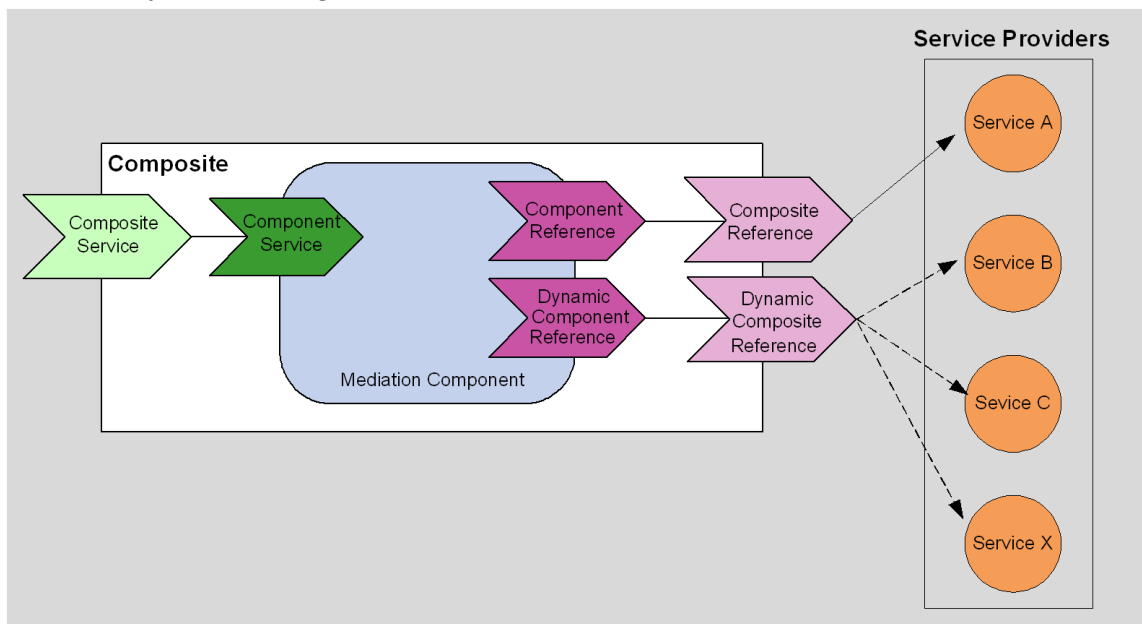 Service Providers
Service A
Composite
Composite
Service
Component
Service
Component
Reference
Composite
Reference
Service B
Dynamic
Component
Reference
Dynamic
Composite
Reference
Mediation Component
Sevice C
Service X